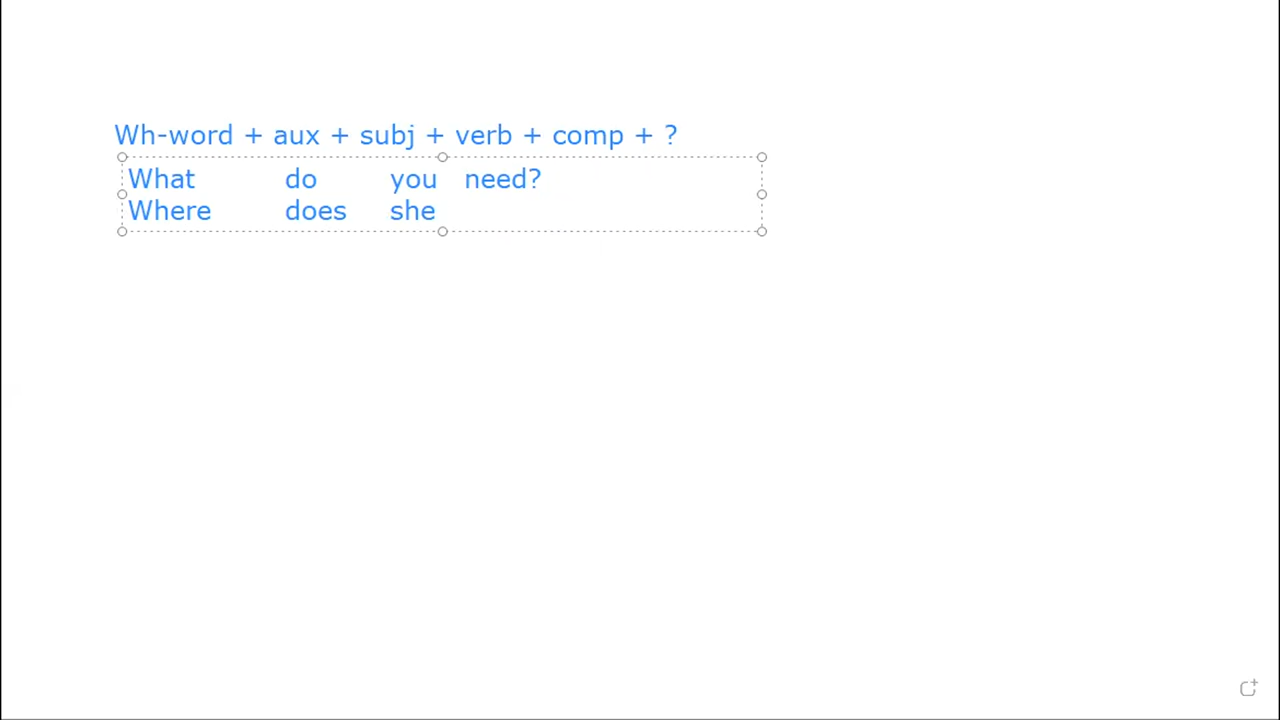 Wh-word + aux + subj + verb + comp + ?
What do you need?
Where does she